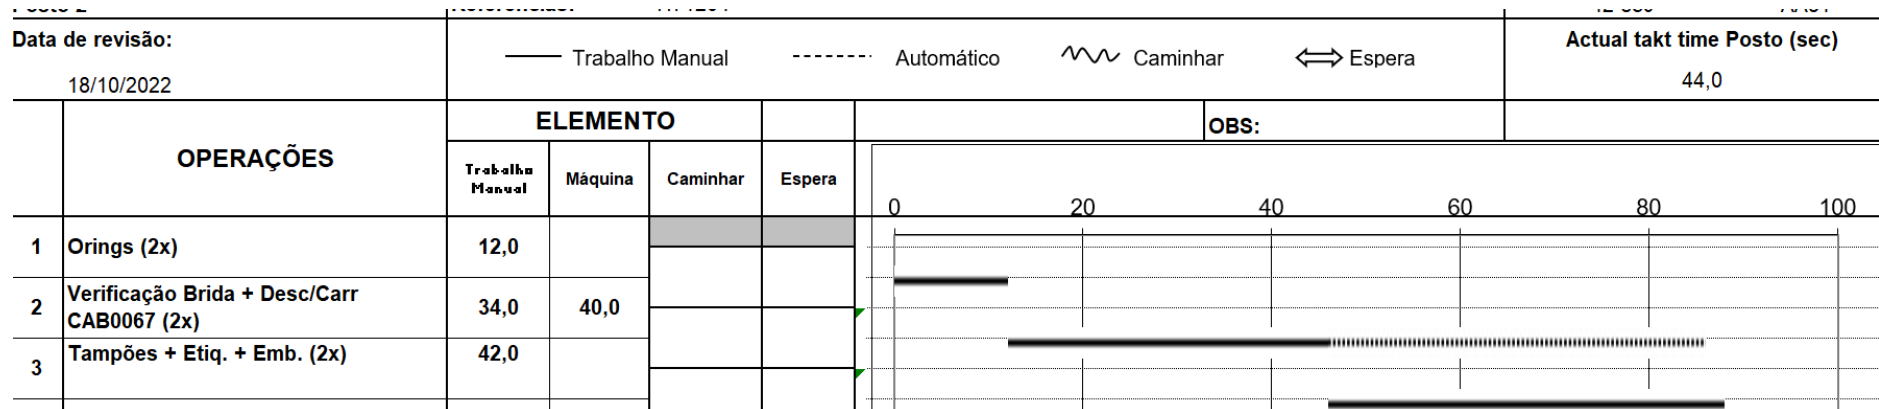 Data de revisão:
18/10/2022
Trabalho Manual
Automático
Caminhar
Espera
Actual takt time Posto (sec)
44,0
OPERAÇÕES
ELEMENTO
OBS:
Trabalho
Manual
Máquina
Caminhar
Espera
0 20 40 60 80 100
1 Orings (2x) 12,0
2 Verificação Brida + Desc/Carr
CAB0067 (2x) 34,0 40,0
3 Tampões + Etiq. + Emb. (2x) 42,0